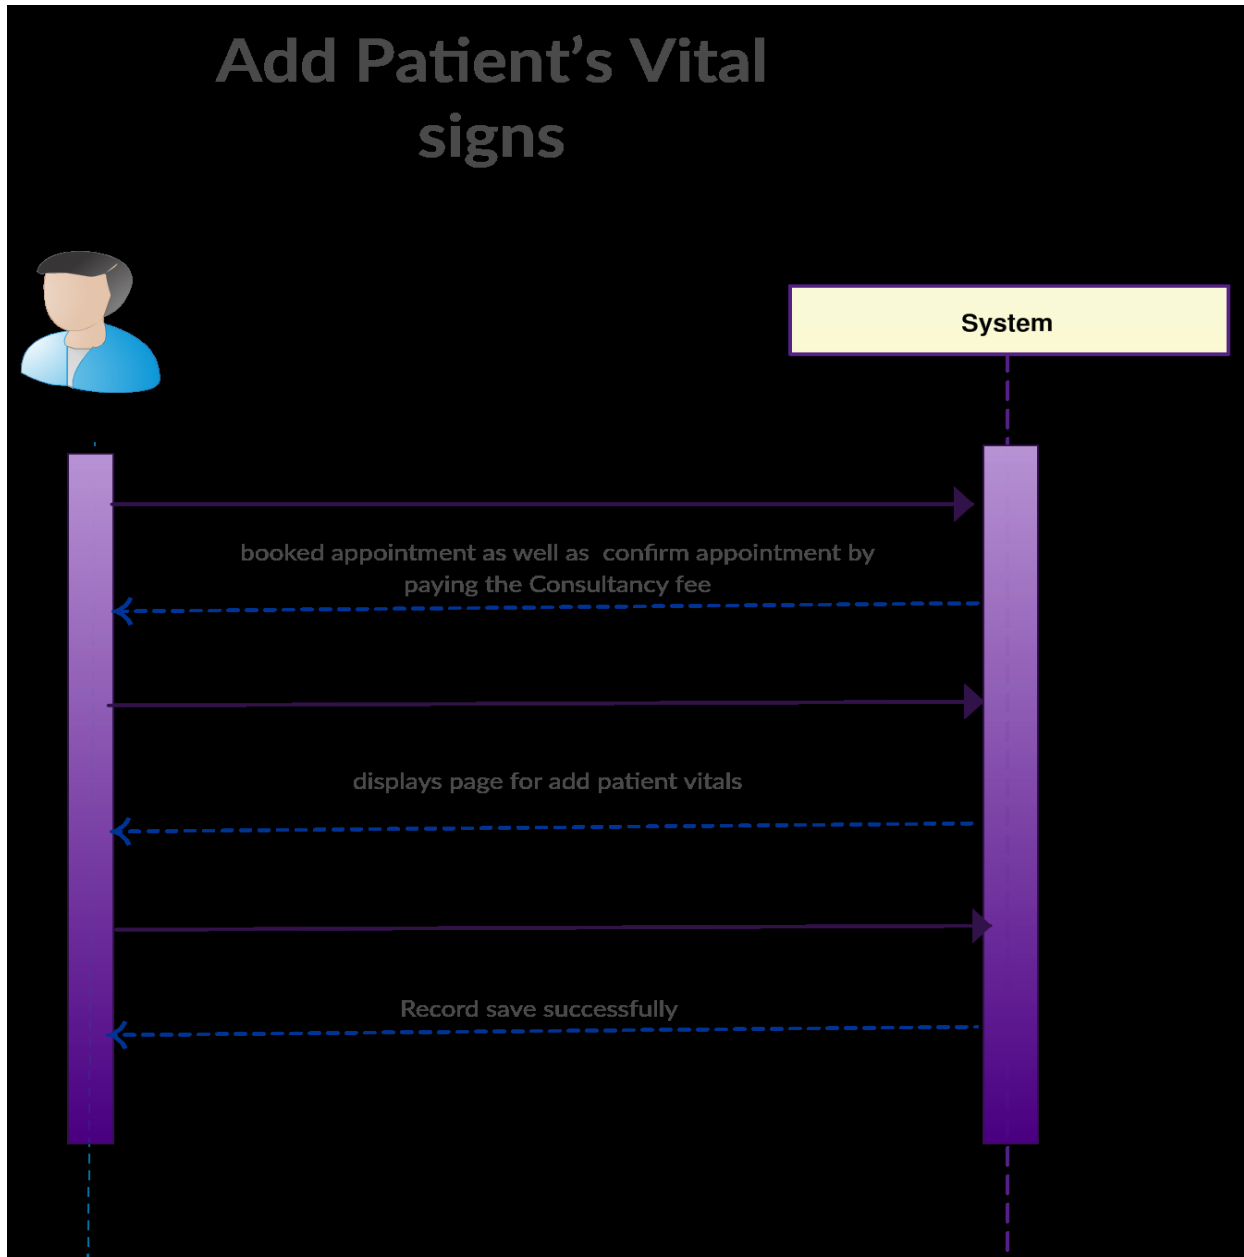 Add Patient’s Vital
signs
System
booked appointment as well as  confirm appointment by
paying the Consultancy fee
displays page for add patient vitals
Record save successfully